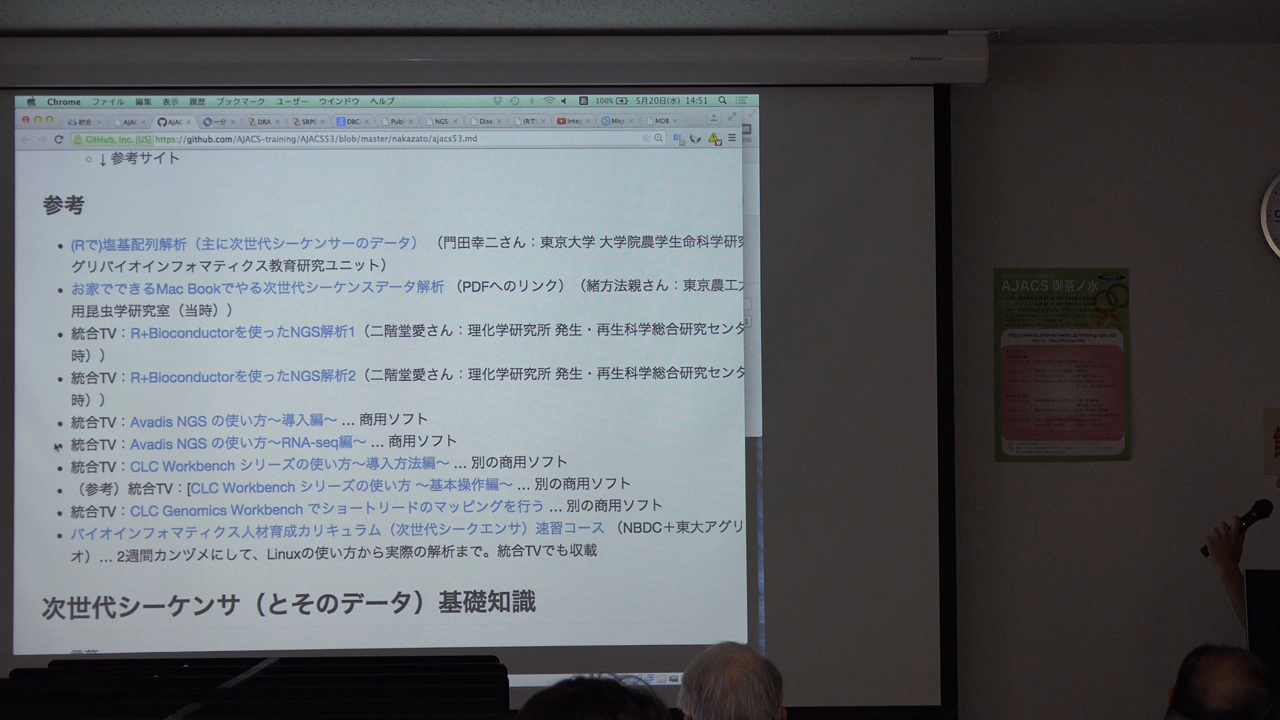 Chrome ファイル 編集 表示 履歴 ブックマーク ユーザー ウインドウ ヘルプ 100% 5月20日(水) 14:51
統合 AJAC AJAC 一分 DRA SRP( DBC Publ NGS Disc (Rで) Integ Micr MDB
GitHub, Inc. [US] https://github.com/AJACS-training/AJACS53/blob/master/nakazato/ajacs53.md
↓参考サイト
参考
(Rで)塩基配列解析（主に次世代シーケンサーのデータ） （門田幸二さん：東京大学 大学院農学生命科学研究
グリバイオインフォマティクス教育研究ユニット）
お家でできるMac Bookでやる次世代シーケンスデータ解析 （PDFへのリンク）（緒方法親さん：東京農工大
用昆虫学研究室（当時））
統合TV：R+Bioconductorを使ったNGS解析1（二階堂愛さん：理化学研究所 発生・再生科学総合研究センタ
時））
統合TV：R+Bioconductorを使ったNGS解析2（二階堂愛さん：理化学研究所 発生・再生科学総合研究センタ
時））
統合TV：Avadis NGS の使い方～導入編～ … 商用ソフト
統合TV：Avadis NGS の使い方～RNA-seq編～ … 商用ソフト
統合TV：CLC Workbench シリーズの使い方～導入方法編～ … 別の商用ソフト
（参考）統合TV：[CLC Workbench シリーズの使い方 ～基本操作編～ … 別の商用ソフト
統合TV：CLC Genomics Workbench でショートリードのマッピングを行う … 別の商用ソフト
バイオインフォマティクス人材育成カリキュラム（次世代シークエンサ）速習コース （NBDC＋東大アグリ
オ）… 2週間カンヅメにして、Linuxの使い方から実際の解析まで。統合TVでも収載
次世代シーケンサ（とそのデータ）基礎知識
AJACS 御茶ノ水